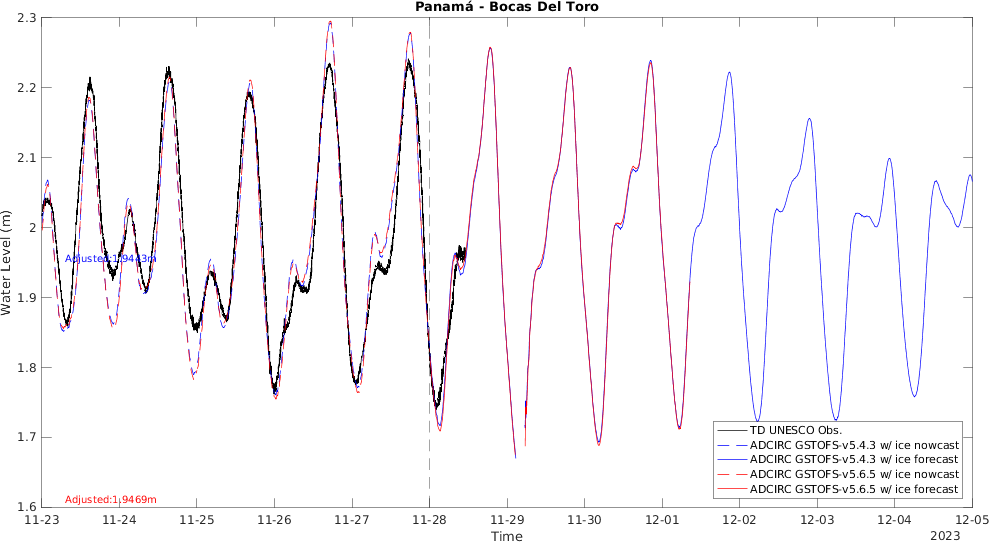 Panamá - Bocas Del Toro
2.3
2.2
2.1
2
1.9
1.8
1.7
1.6
Water Level (m)
Adjusted:1.9443m
Adjusted:1.9469m
TD UNESCO Obs.
ADCIRC GSTOFS-v5.4.3 w/ ice nowcast
ADCIRC GSTOFS-v5.4.3 w/ ice forecast
ADCIRC GSTOFS-v5.6.5 w/ ice nowcast
ADCIRC GSTOFS-v5.6.5 w/ ice forecast
11-23 11-24 11-25 11-26 11-27 11-28 11-29 11-30 12-01 12-02 12-03 12-04 12-05
Time
2023